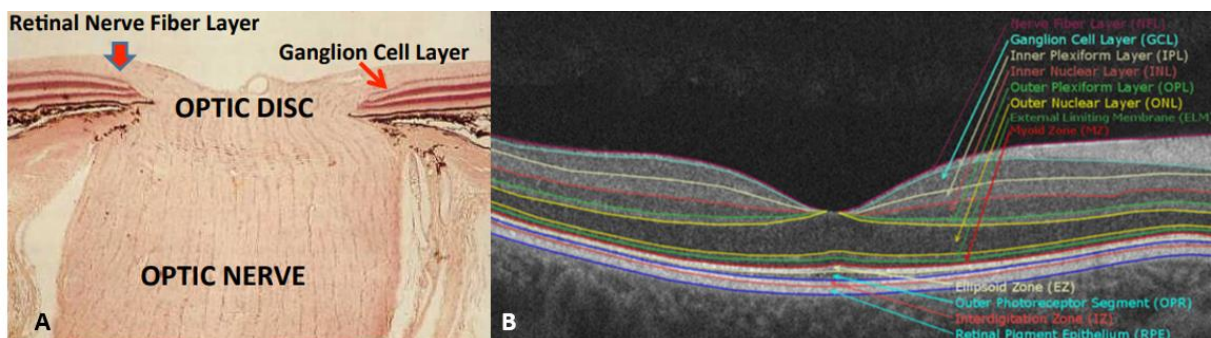 Retinal Nerve Fiber Layer
Ganglion Cell Layer
OPTIC DISC
OPTIC NERVE
A
Nerve Fiber Layer (NFL)
Ganglion Cell Layer (GCL)
Inner Plexiform Layer (IPL)
Inner Nuclear Layer (INL)
Outer Plexiform Layer (OPL)
Outer Nuclear Layer (ONL)
External Limiting Membrane (ELM)
Myoid Zone (MZ)
Ellipsoid Zone (EZ)
Outer Photoreceptor Segment (OPR)
Interdigitation Zone (IZ)
Retinal Pigment Epithelium (RPE)
B